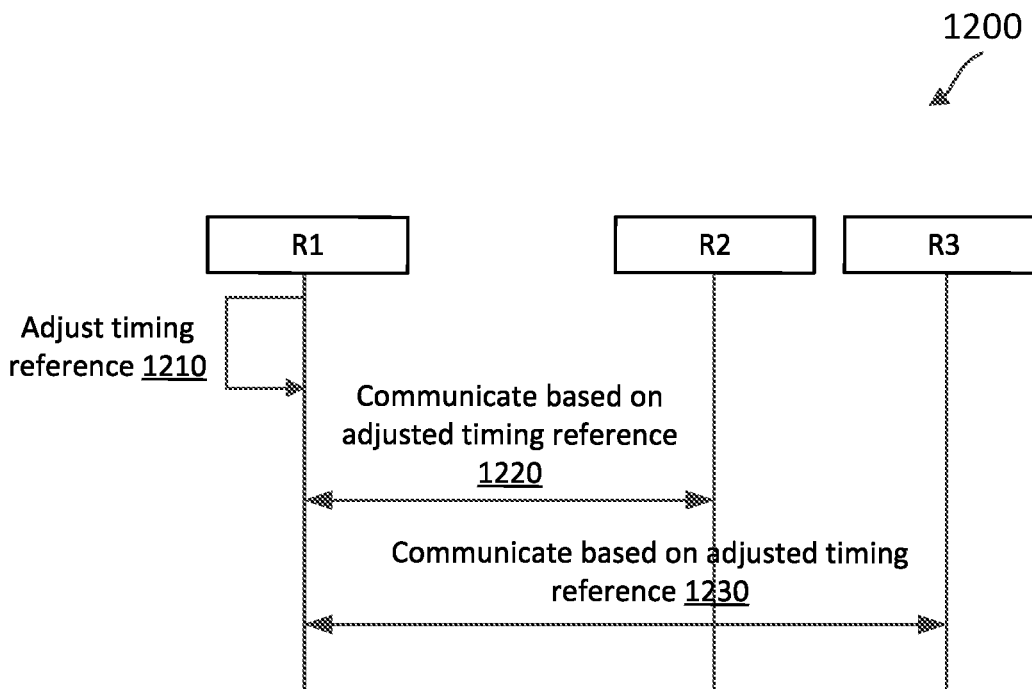 1200
R1
R2
R3
Adjust timing
reference 1210
Communicate based on
adjusted timing reference
1220
Communicate based on adjusted timing
reference 1230